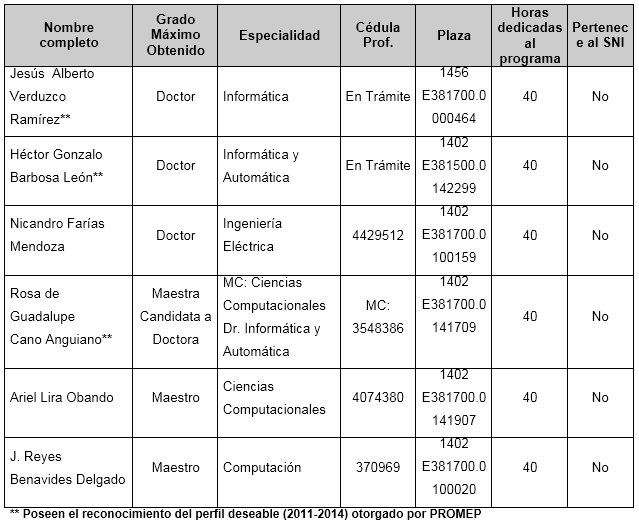 Nombre
completo
Grado
Máximo
Obtenido
Especialidad
Cédula
Prof.
Plaza
Horas
dedicadas
al
programa
Pertenec
e al SNI
Jesús Alberto
Verduzco
Ramírez**
Doctor
Informática
En Trámite
1456
E381700.0
000464
40
No
Héctor Gonzalo
Barbosa León**
Doctor
Informática y
Automática
En Trámite
1402
E381500.0
142299
40
No
Nicandro Farías
Mendoza
Doctor
Ingeniería
Eléctrica
4429512
1402
E381700.0
100159
40
No
Rosa de
Guadalupe
Cano Anguiano**
Maestra
Candidata a
Doctora
MC: Ciencias
Computacionales
Dr. Informática y
Automática
MC:
3548386
1402
E381700.0
141709
40
No
Ariel Lira Obando
Maestro
Ciencias
Computacionales
4074380
1402
E381700.0
141907
40
No
J. Reyes
Benavides Delgado
Maestro
Computación
370969
1402
E381700.0
100020
40
No
** Poseen el reconocimiento del perfil deseable (2011-2014) otorgado por PROMEP